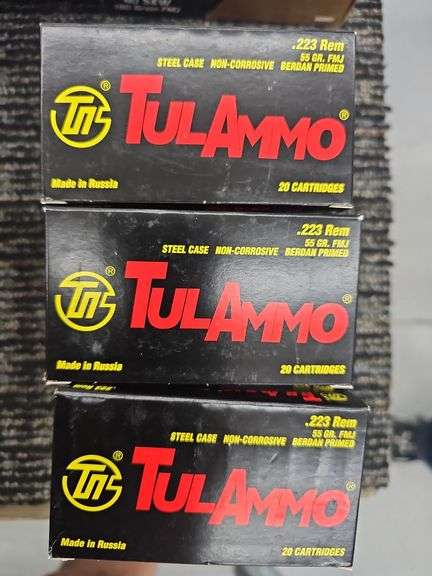 .223 Rem
55 GR. FMJ
STEEL CASE NON-CORROSIVE BERDAN PRIMED
TULAMMO®
Made in Russia
20 CARTRIDGES
.223 Rem
55 GR. FMJ
STEEL CASE NON-CORROSIVE BERDAN PRIMED
TULAMMO®
Made in Russia
20 CARTRIDGES
.223 Rem
55 GR. FMJ
STEEL CASE NON-CORROSIVE BERDAN PRIMED
TULAMMO®
Made in Russia
20 CARTRIDGES